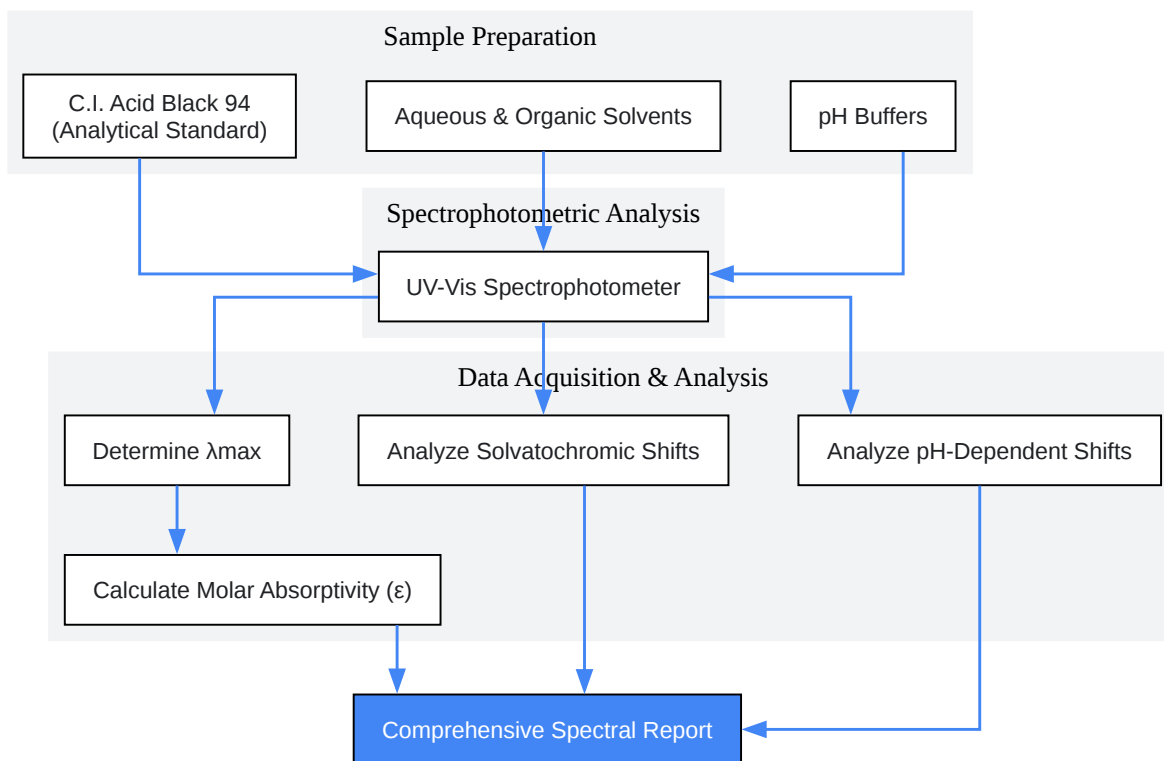 Sample Preparation
C.I. Acid Black 94
(Analytical Standard)
Aqueous & Organic Solvents
pH Buffers
Spectrophotometric Analysis
UV-Vis Spectrophotometer
Data Acquisition & Analysis
Determine λmax
Analyze Solvatochromic Shifts
Analyze pH-Dependent Shifts
Calculate Molar Absorptivity (ε)
Comprehensive Spectral Report